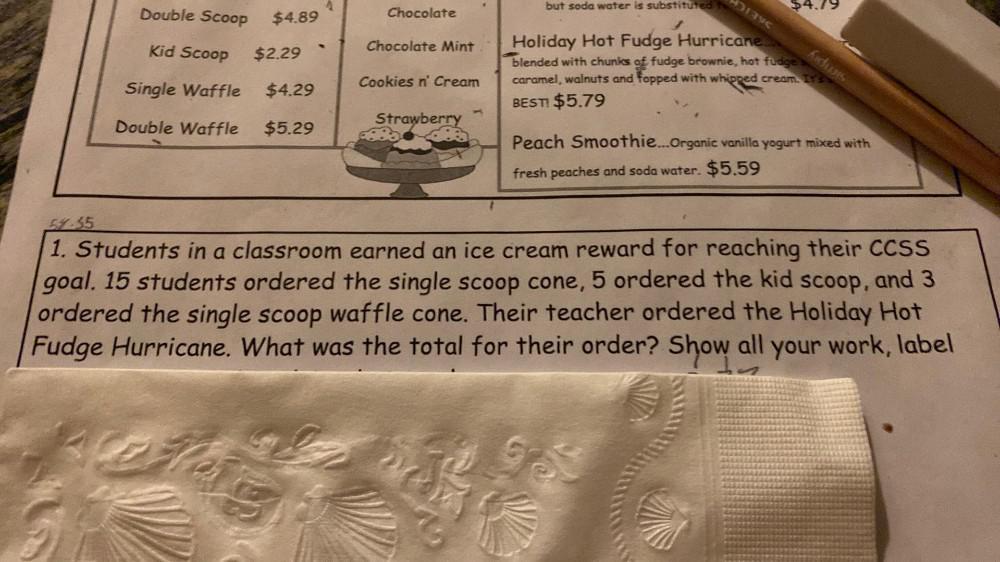 Double Scoop $4.89
Kid Scoop $2.29
Single Waffle $4.29
Double Waffle $5.29
Chocolate
Chocolate Mint
Cookies n' Cream
Strawberry
but soda water is substituted
$4.79
Holiday Hot Fudge Hurricane...
blended with chunks of fudge brownie, hot fudge
caramel, walnuts and topped with whipped cream. It's
BEST! $5.79
Peach Smoothie...Organic vanilla yogurt mixed with
fresh peaches and soda water. $5.59
1. Students in a classroom earned an ice cream reward for reaching their CCSS
goal. 15 students ordered the single scoop cone, 5 ordered the kid scoop, and 3
ordered the single scoop waffle cone. Their teacher ordered the Holiday Hot
Fudge Hurricane. What was the total for their order? Show all your work, label